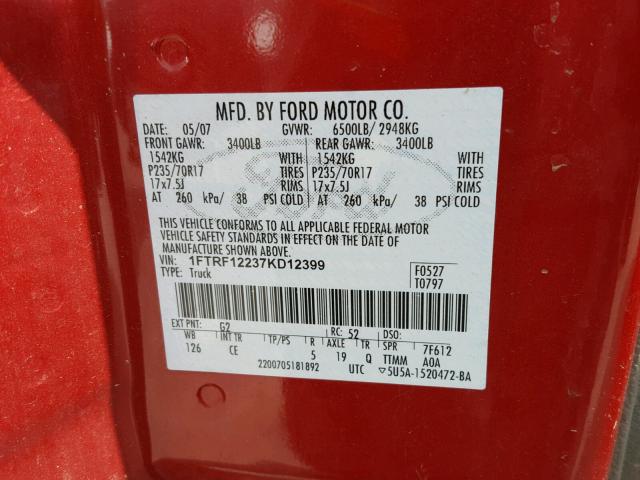 MFD. BY FORD MOTOR CO.
DATE: 05/07 GVWR: 6500LB/ 2948KG
FRONT GAWR: 3400LB REAR GAWR: 3400LB
1542KG WITH 1542KG WITH
P235/70R17 TIRES P235/70R17 TIRES
17x7.5J RIMS 17x7.5J RIMS
AT 260 kPa/ 38 PSI COLD AT 260 kPa/ 38 PSI COLD
THIS VEHICLE CONFORMS TO ALL APPLICABLE FEDERAL MOTOR
VEHICLE SAFETY STANDARDS IN EFFECT ON THE DATE OF
MANUFACTURE SHOWN ABOVE.
VIN: 1FTRF12237KD12399 F0527
TYPE: Truck T0797
EXT PNT: G2 RC: 52 DSO:
WB INT TR TP/PS R AXLE TR SPR 7F612
126 CE 5 19 Q TTMM A0A
2200705181892 UTC ▽5U5A-1520472-BA
Ford